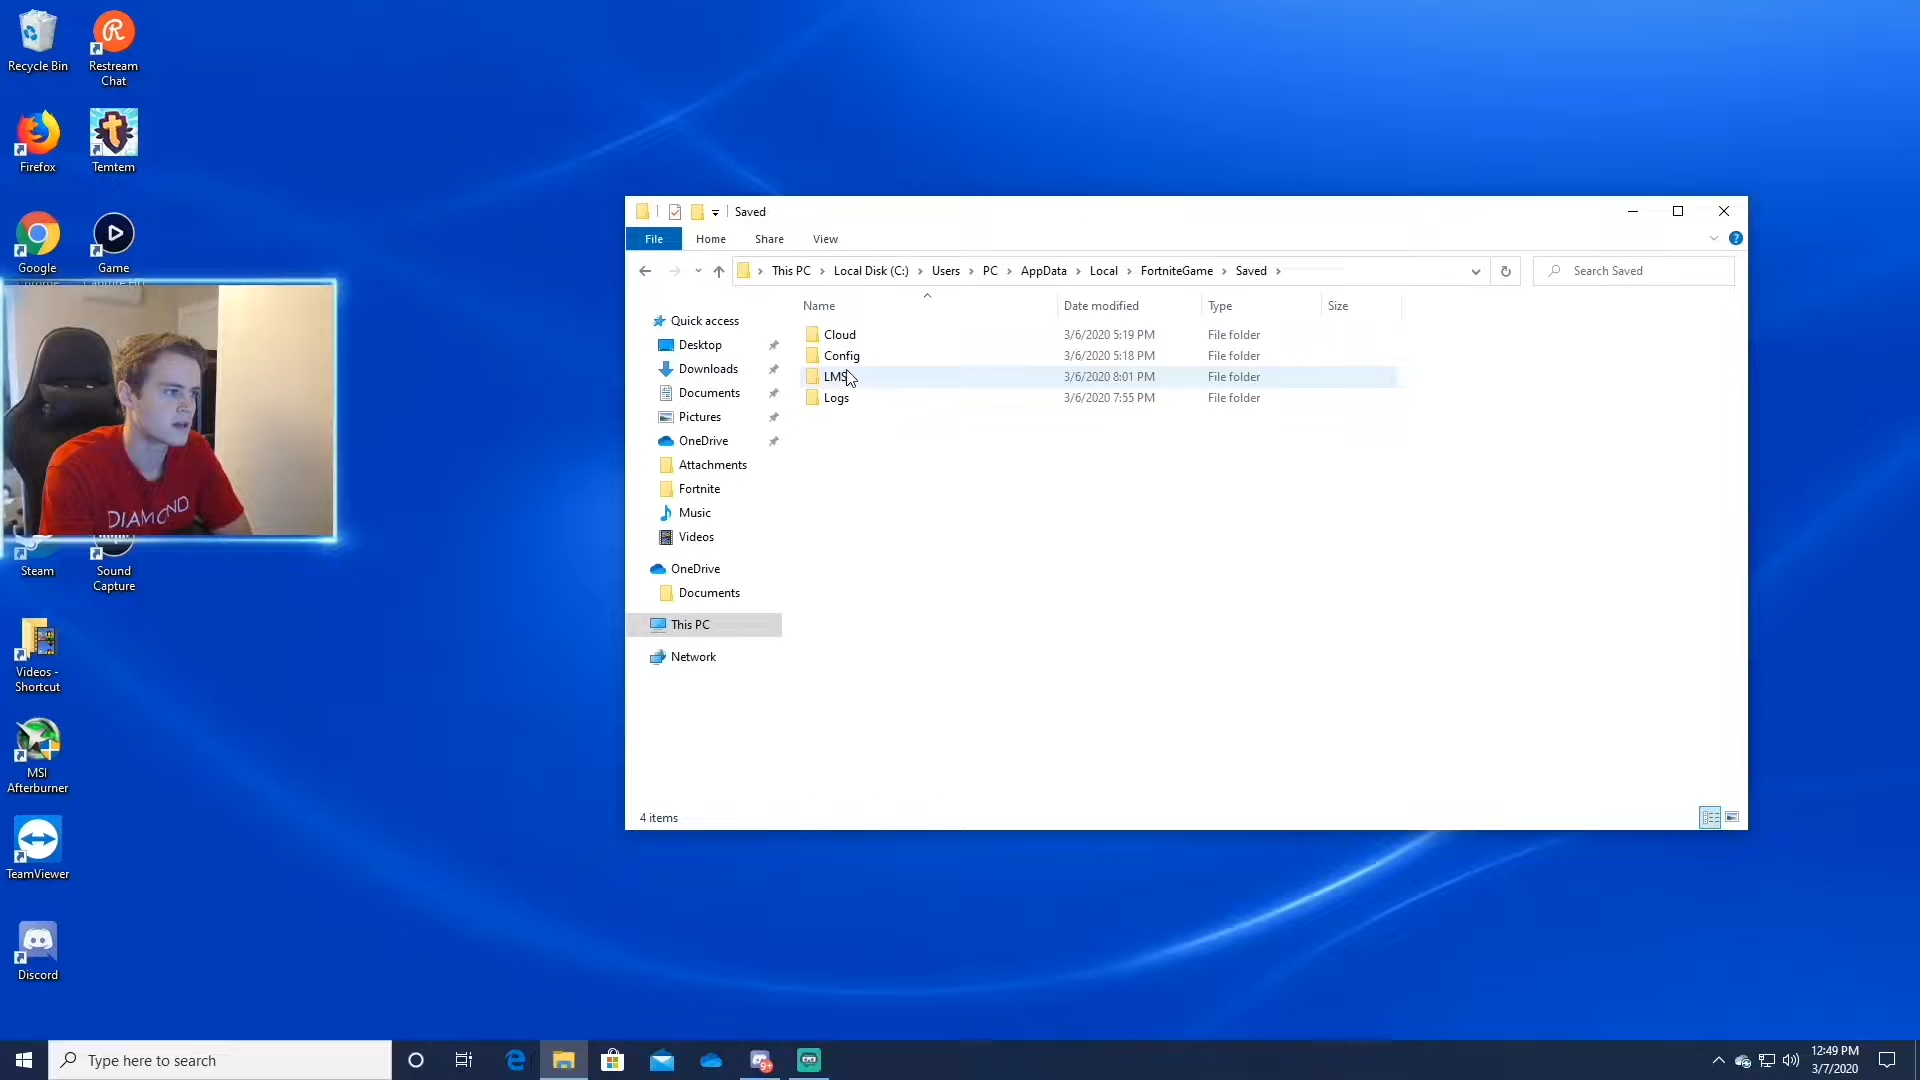 Recycle Bin
Restream
Chat
Firefox
Temtem
Google
Game
DIAMOND
Steam
Sound
Capture
Videos -
Shortcut
MSI
Afterburner
TeamViewer
Discord
Saved
File
Home
Share
View
This PC
Local Disk (C:)
Users
PC
AppData
Local
FortniteGame
Saved
Search Saved
Quick access
Desktop
Downloads
Documents
Pictures
OneDrive
Attachments
Fortnite
Music
Videos
OneDrive
Documents
This PC
Network
Name Date modified Type Size
Cloud 3/6/2020 5:19 PM File folder
Config 3/6/2020 5:18 PM File folder
LMS 3/6/2020 8:01 PM File folder
Logs 3/6/2020 7:55 PM File folder
4 items
Type here to search
9+
12:49 PM
3/7/2020